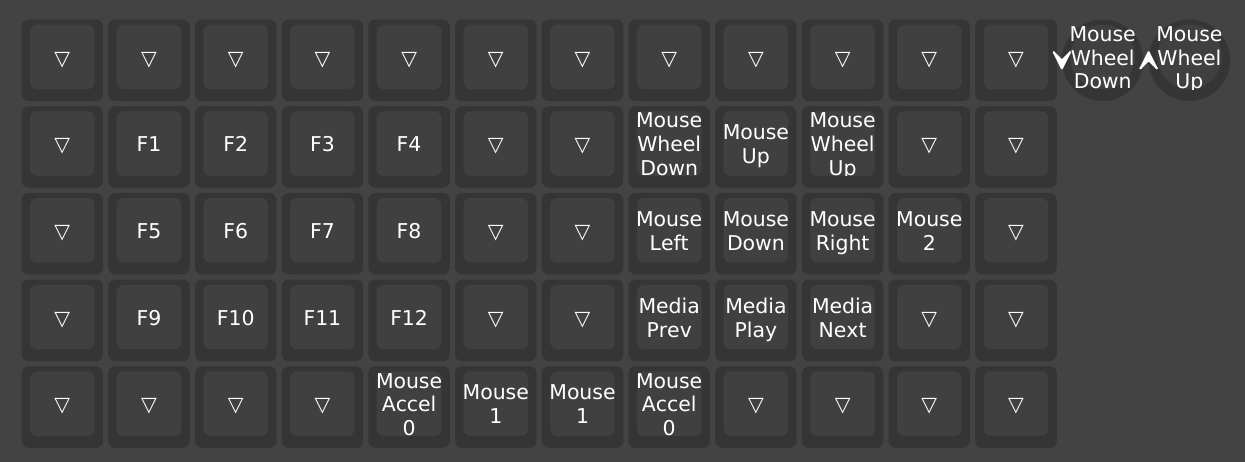 ▽ ▽ ▽ ▽ ▽ ▽ ▽ ▽ ▽ ▽ ▽ ▽ Mouse Wheel Down Mouse Wheel Up
▽ F1 F2 F3 F4 ▽ ▽ Mouse Wheel Down Mouse Up Mouse Wheel Up ▽ ▽
▽ F5 F6 F7 F8 ▽ ▽ Mouse Left Mouse Down Mouse Right Mouse 2 ▽
▽ F9 F10 F11 F12 ▽ ▽ Media Prev Media Play Media Next ▽ ▽
▽ ▽ ▽ ▽ Mouse Accel 0 Mouse 1 Mouse 1 Mouse Accel 0 ▽ ▽ ▽ ▽